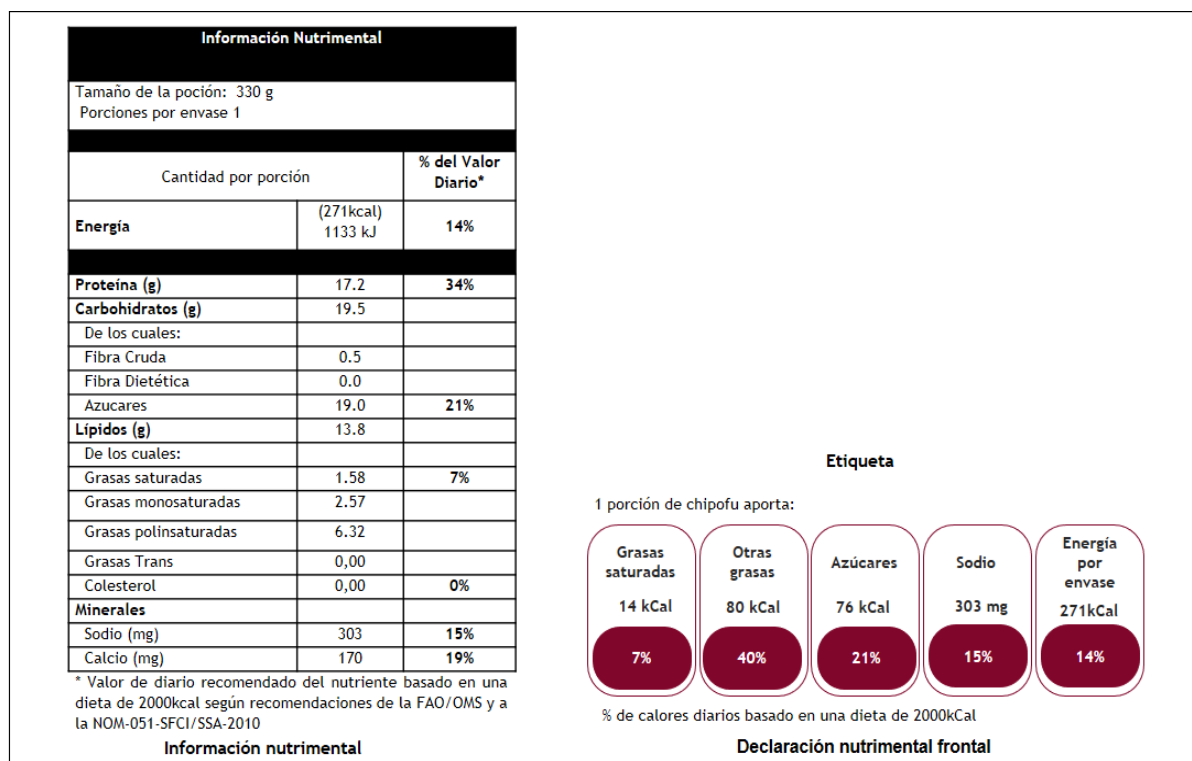 Información Nutrimental
Tamaño de la poción: 330 g
Porciones por envase 1
Cantidad por porción
% del Valor
Diario*
Energía
(271kcal)
1133 kJ
14%
Proteína (g) 17.2 34%
Carbohidratos (g) 19.5
De los cuales:
Fibra Cruda 0.5
Fibra Dietética 0.0
Azucares 19.0 21%
Lípidos (g) 13.8
De los cuales:
Grasas saturadas 1.58 7%
Grasas monosaturadas 2.57
Grasas polinsaturadas 6.32
Grasas Trans 0,00
Colesterol 0,00 0%
Minerales
Sodio (mg) 303 15%
Calcio (mg) 170 19%
* Valor de diario recomendado del nutriente basado en una
dieta de 2000kcal según recomendaciones de la FAO/OMS y a
la NOM-051-SFCI/SSA-2010
Información nutrimental
Etiqueta
1 porción de chipofu aporta:
Grasas
saturadas
14 kCal
7%
Otras
grasas
80 kCal
40%
Azúcares
76 kCal
21%
Sodio
303 mg
15%
Energía
por
envase
271kCal
14%
% de calores diarios basado en una dieta de 2000kCal
Declaración nutrimental frontal